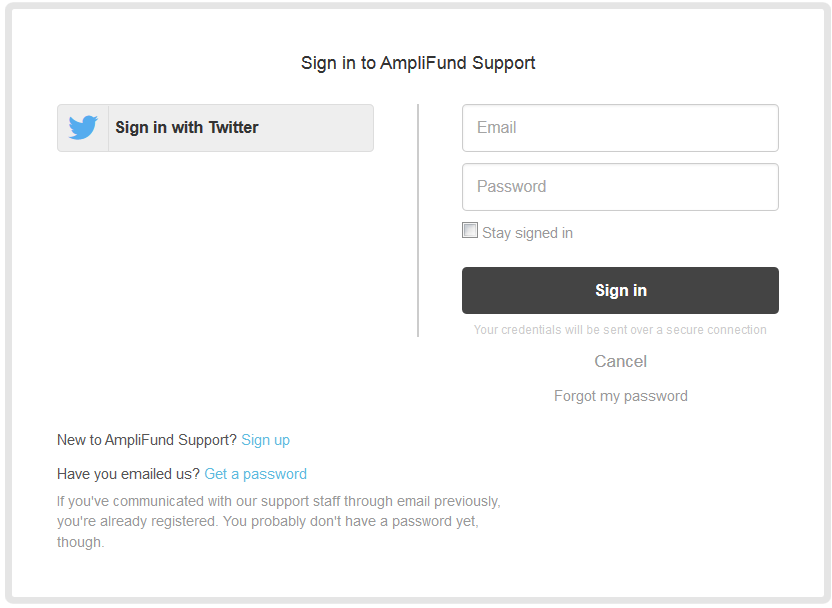 Sign in to AmpliFund Support
Sign in with Twitter
Email
Password
Stay signed in
Sign in
Your credentials will be sent over a secure connection
Cancel
Forgot my password
New to AmpliFund Support? Sign up
Have you emailed us? Get a password
If you've communicated with our support staff through email previously,
you're already registered. You probably don't have a password yet,
though.